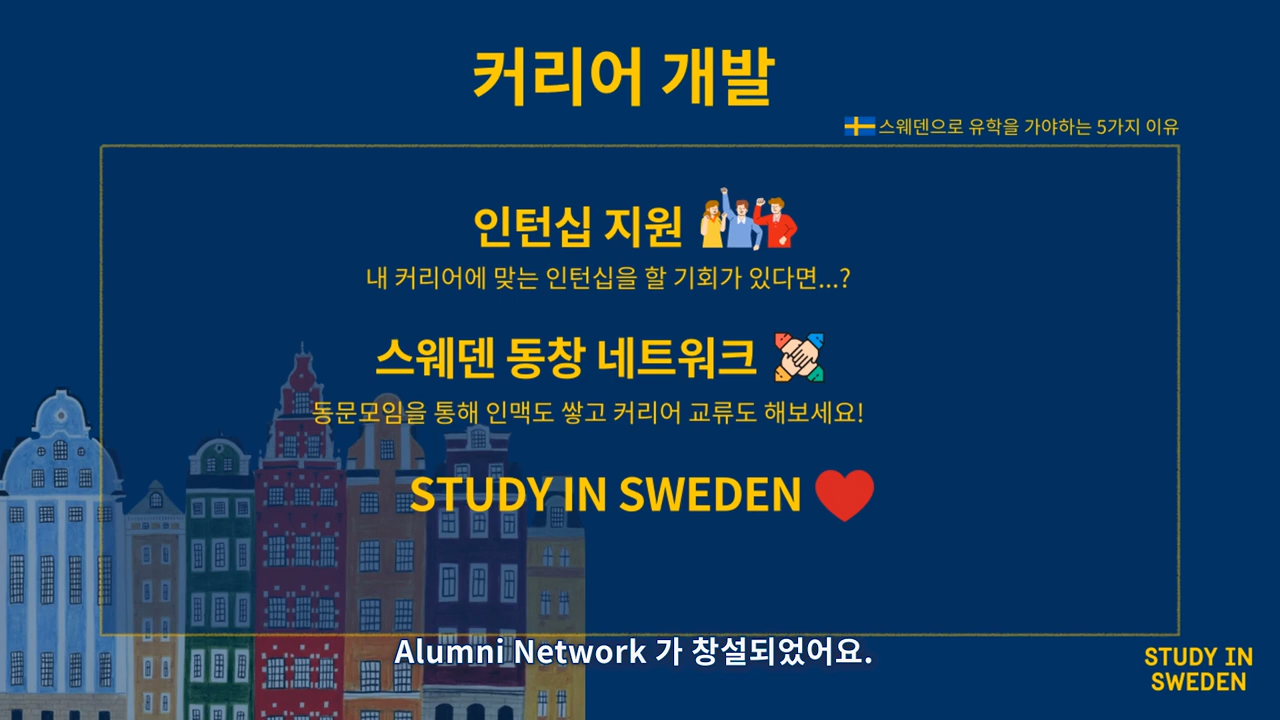 커리어 개발
스웨덴으로 유학을 가야하는 5가지 이유
인턴십 지원
내 커리어에 맞는 인턴십을 할 기회가 있다면...?
스웨덴 동창 네트워크
동문모임을 통해 인맥도 쌓고 커리어 교류도 해보세요!
STUDY IN SWEDEN
Alumni Network 가 창설되었어요.
STUDY IN
SWEDEN